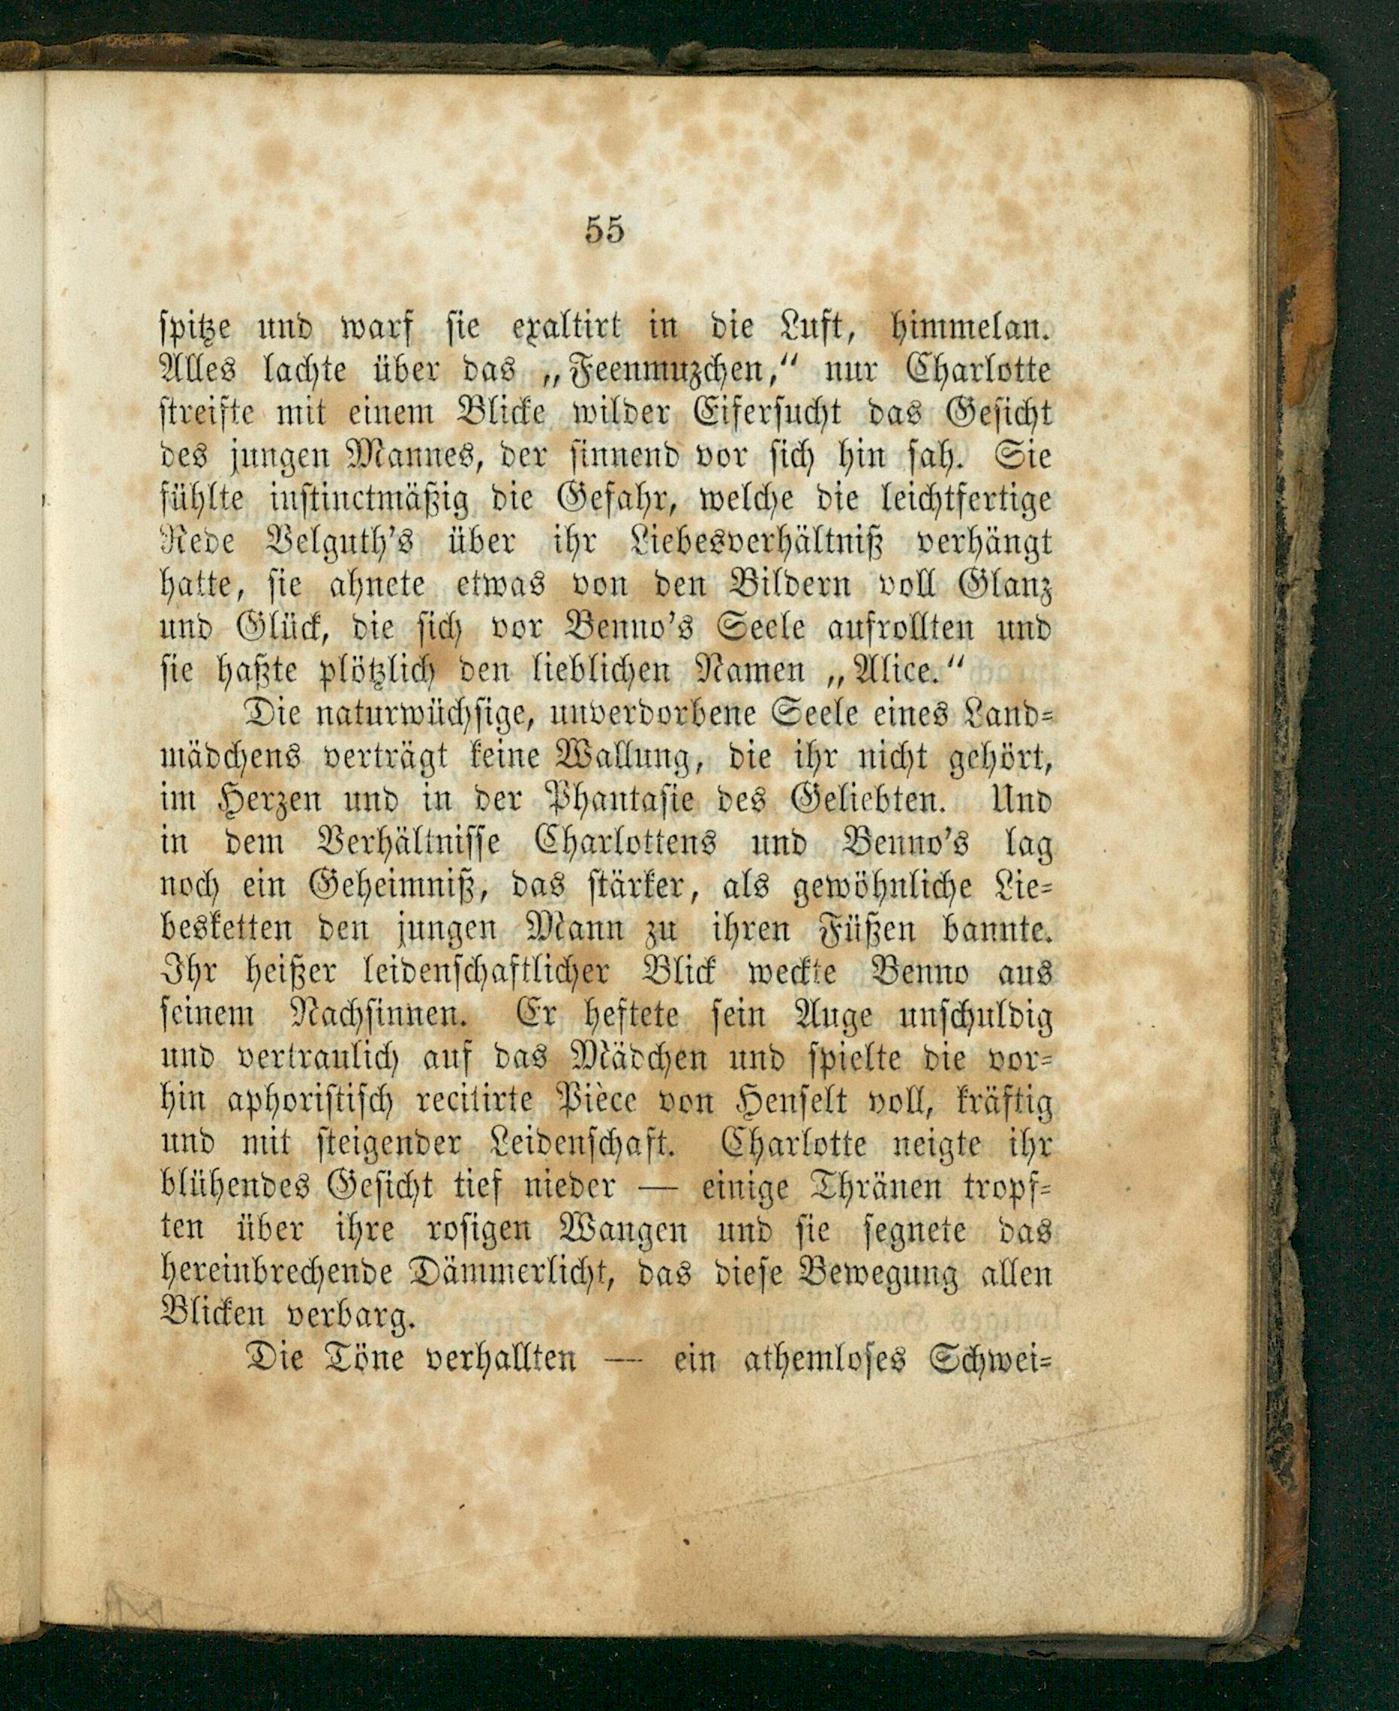 55
spitze und warf sie exaltirt in die Luft, himmelan.
Alles lachte über das „Feenmuzchen,“ nur Charlotte
streifte mit einem Blicke wilder Eifersucht das Gesicht
des jungen Mannes, der sinnend vor sich hin sah. Sie
fühlte instinctmäßig die Gefahr, welche die leichtfertige
Rede Velguth's über ihr Liebesverhältniß verhängt
hatte, sie ahnete etwas von den Bildern voll Glanz
und Glück, die sich vor Benno's Seele aufrollten und
sie haßte plötzlich den lieblichen Namen „Alice.“
Die naturwüchsige, unverdorbene Seele eines Land-
mädchens verträgt keine Wallung, die ihr nicht gehört,
im Herzen und in der Phantasie des Geliebten. Und
in dem Verhältnisse Charlottens und Benno's lag
noch ein Geheimniß, das stärker, als gewöhnliche Lie-
besketten den jungen Mann zu ihren Füßen bannte.
Ihr heißer leidenschaftlicher Blick weckte Benno aus
seinem Nachsinnen. Er heftete sein Auge unschuldig
und vertraulich auf das Mädchen und spielte die vor-
hin aphoristisch recitirte Pièce von Henselt voll, kräftig
und mit steigender Leidenschaft. Charlotte neigte ihr
blühendes Gesicht tief nieder — einige Thränen tropf-
ten über ihre rosigen Wangen und sie segnete das
hereinbrechende Dämmerlicht, das diese Bewegung allen
Blicken verbarg.
Die Töne verhallten — ein athemloses Schwei-